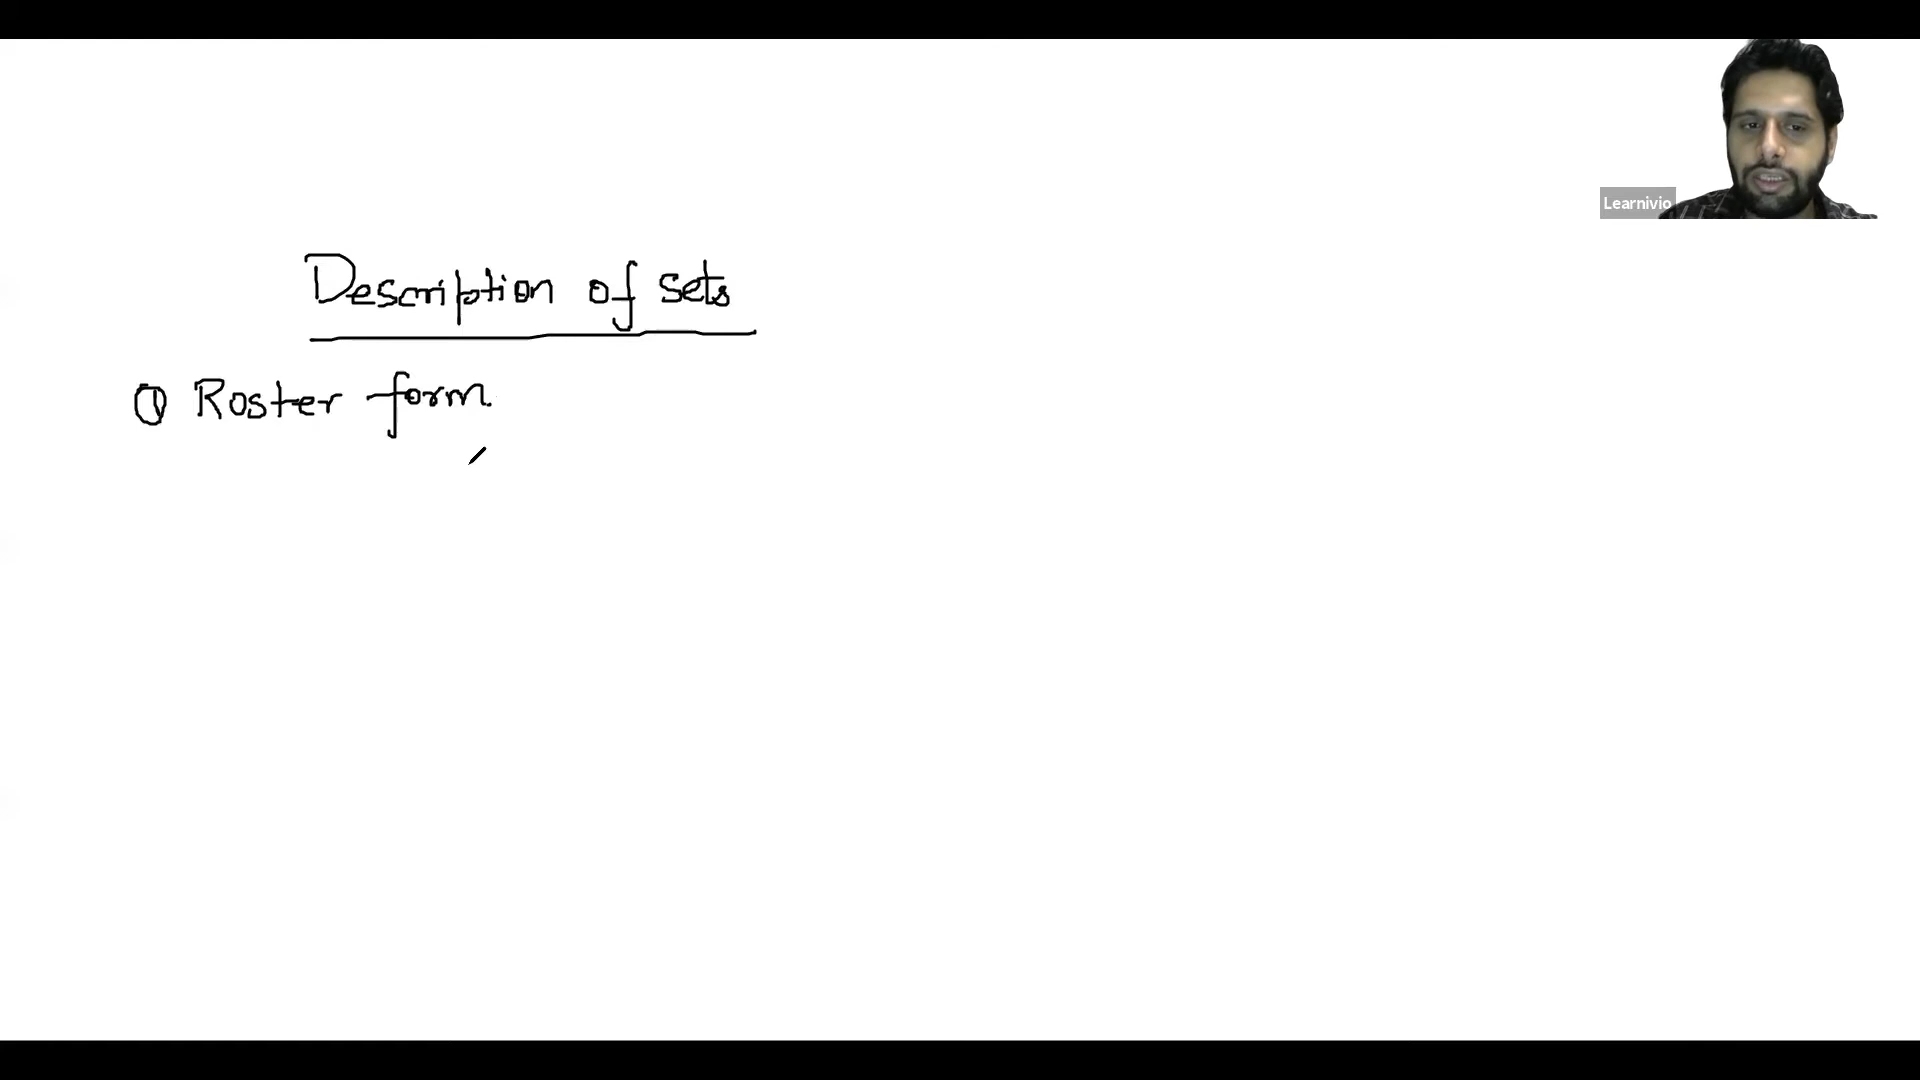 Learnivio
Description of sets
① Roster form